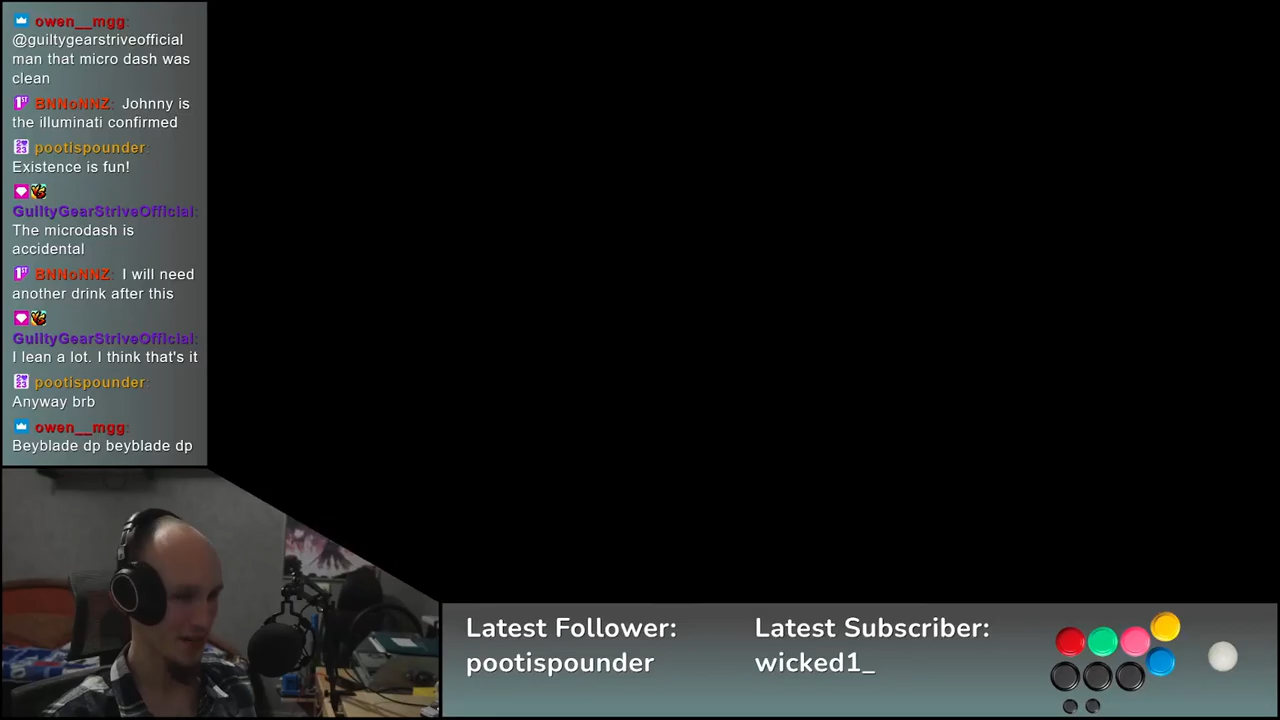 owen__mgg:
@guiltygearstriveofficial
man that micro dash was
clean
1ST BNNoNNZ: Johnny is
the illuminati confirmed
pootispounder:
Existence is fun!
GuiltyGearStriveOfficial:
The microdash is
accidental
1ST BNNoNNZ: I will need
another drink after this
GuiltyGearStriveOfficial:
I lean a lot. I think that's it
pootispounder:
Anyway brb
owen__mgg:
Beyblade dp beyblade dp
Latest Follower:
pootispounder
Latest Subscriber:
wicked1_